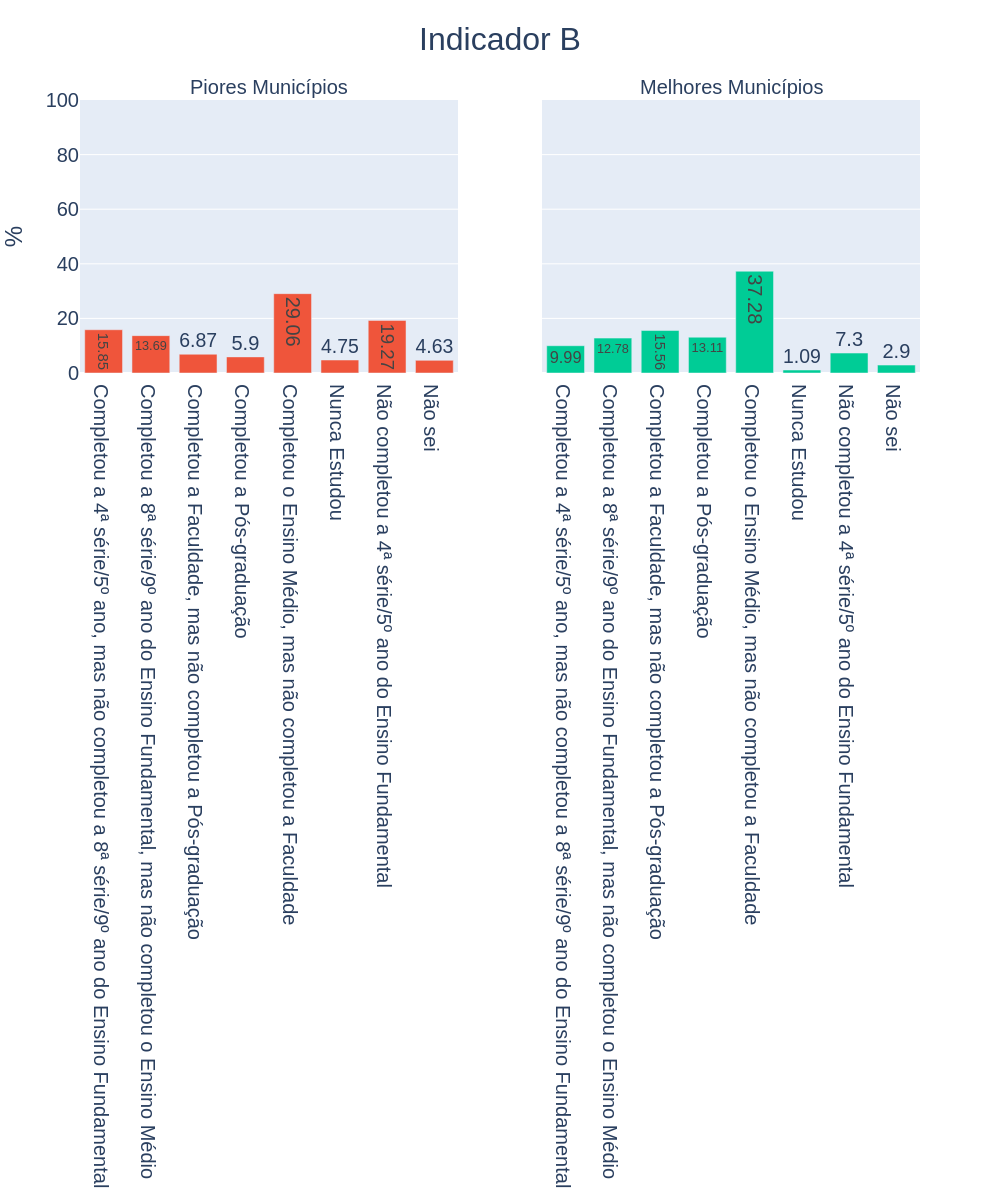 Indicador B
Piores Municípios
Melhores Municípios
%
100
80
60
40
20
0
15.85
13.69
6.87
5.9
29.06
4.75
19.27
4.63
9.99
12.78
15.56
13.11
37.28
1.09
7.3
2.9
Completou a 4ª série/5º ano, mas não completou a 8ª série/9º ano do Ensino Fundamental
Completou a 8ª série/9º ano do Ensino Fundamental, mas não completou o Ensino Médio
Completou a Faculdade, mas não completou a Pós-graduação
Completou a Pós-graduação
Completou o Ensino Médio, mas não completou a Faculdade
Nunca Estudou
Não completou a 4ª série/5º ano do Ensino Fundamental
Não sei
Completou a 4ª série/5º ano, mas não completou a 8ª série/9º ano do Ensino Fundamental
Completou a 8ª série/9º ano do Ensino Fundamental, mas não completou o Ensino Médio
Completou a Faculdade, mas não completou a Pós-graduação
Completou a Pós-graduação
Completou o Ensino Médio, mas não completou a Faculdade
Nunca Estudou
Não completou a 4ª série/5º ano do Ensino Fundamental
Não sei